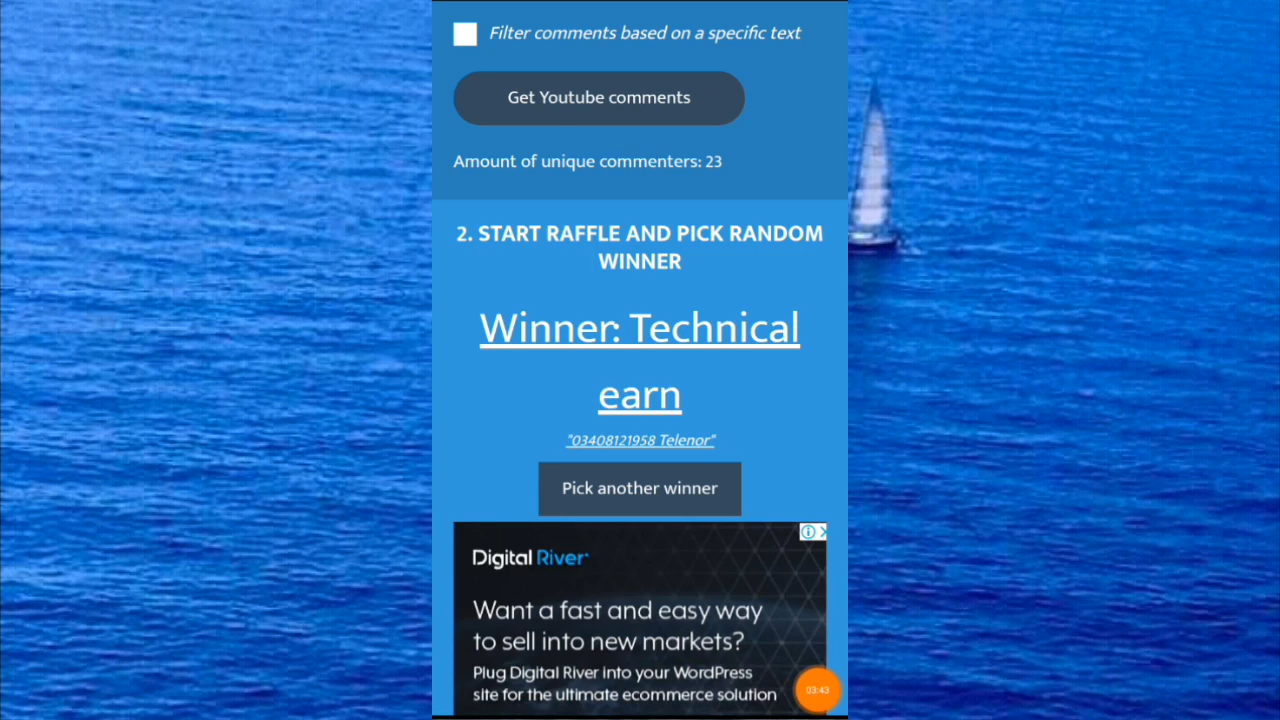 Filter comments based on a specific text
Get Youtube comments
Amount of unique commenters: 23
2. START RAFFLE AND PICK RANDOM
WINNER
Winner: Technical
earn
"03408121958 Telenor"
Pick another winner
Digital River
Want a fast and easy way
to sell into new markets?
Plug Digital River into your WordPress
site for the ultimate ecommerce solution
03:43